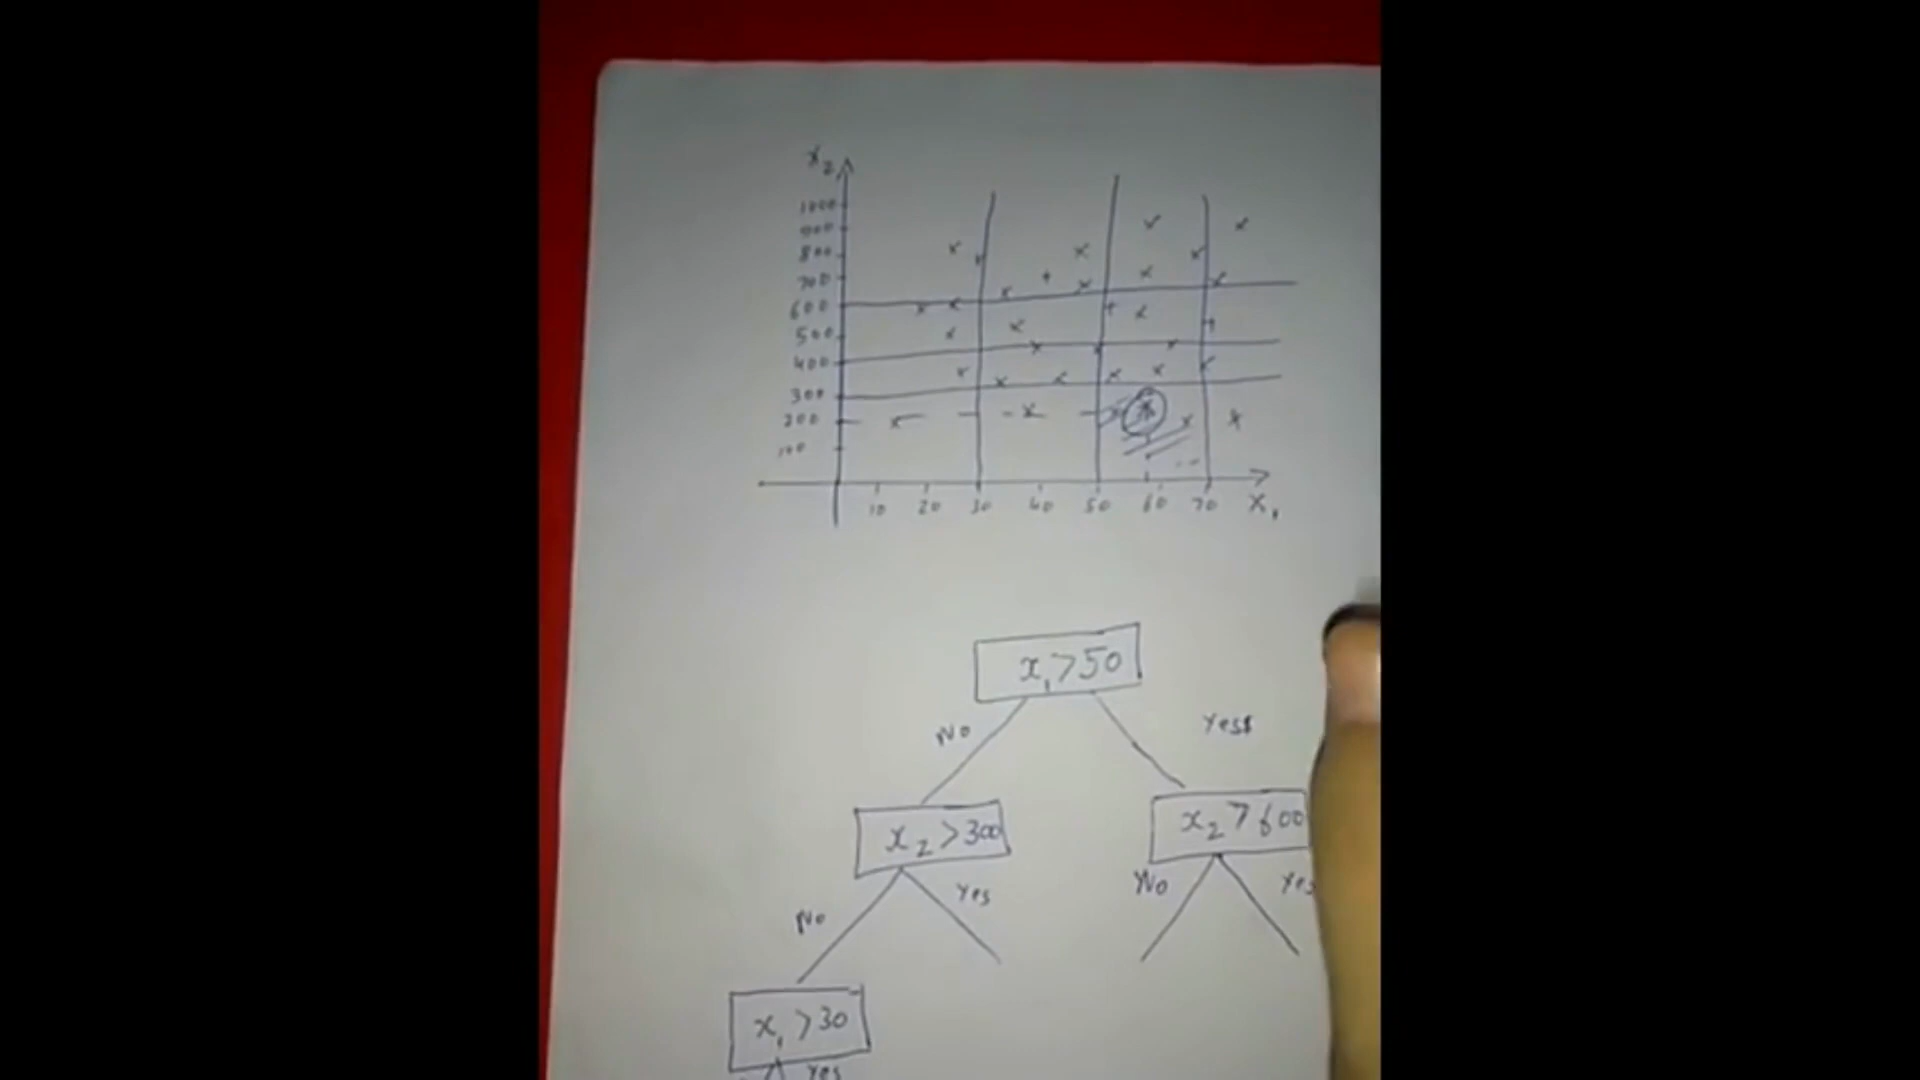 x₂
1000
900
800
700
600
500
400
300
200
100
10 20 30 40 50 60 70 x₁
x₁>50
No Yes
x₂>300 x₂>600
No Yes No Yes
x₁>30
Yes